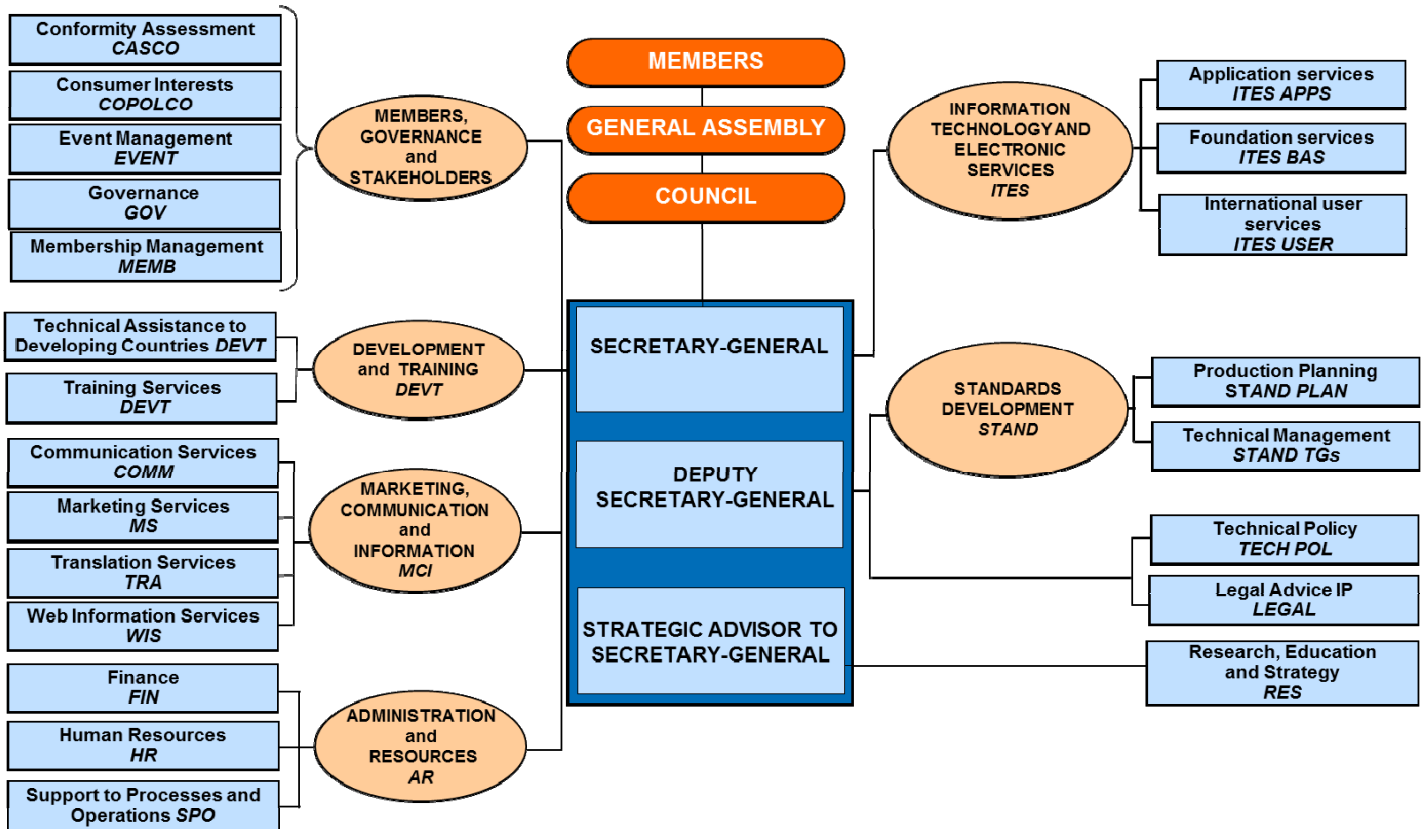 Conformity Assessment
CASCO
Consumer Interests
COPOLCO
Event Management
EVENT
Governance
GOV
Membership Management
MEMB
MEMBERS,
GOVERNANCE
and
STAKEHOLDERS
Technical Assistance to
Developing Countries DEVT
Training Services
DEVT
DEVELOPMENT
and TRAINING
DEVT
Communication Services
COMM
Marketing Services
MS
Translation Services
TRA
Web Information Services
WIS
MARKETING,
COMMUNICATION
and
INFORMATION
MCI
Finance
FIN
Human Resources
HR
Support to Processes and
Operations SPO
ADMINISTRATION
and
RESOURCES
AR
MEMBERS
GENERAL ASSEMBLY
COUNCIL
SECRETARY-GENERAL
DEPUTY
SECRETARY-GENERAL
STRATEGIC ADVISOR TO
SECRETARY-GENERAL
INFORMATION
TECHNOLOGY AND
ELECTRONIC
SERVICES
ITES
Application services
ITES APPS
Foundation services
ITES BAS
International user
services
ITES USER
STANDARDS
DEVELOPMENT
STAND
Production Planning
STAND PLAN
Technical Management
STAND TGs
Technical Policy
TECH POL
Legal Advice IP
LEGAL
Research, Education
and Strategy
RES